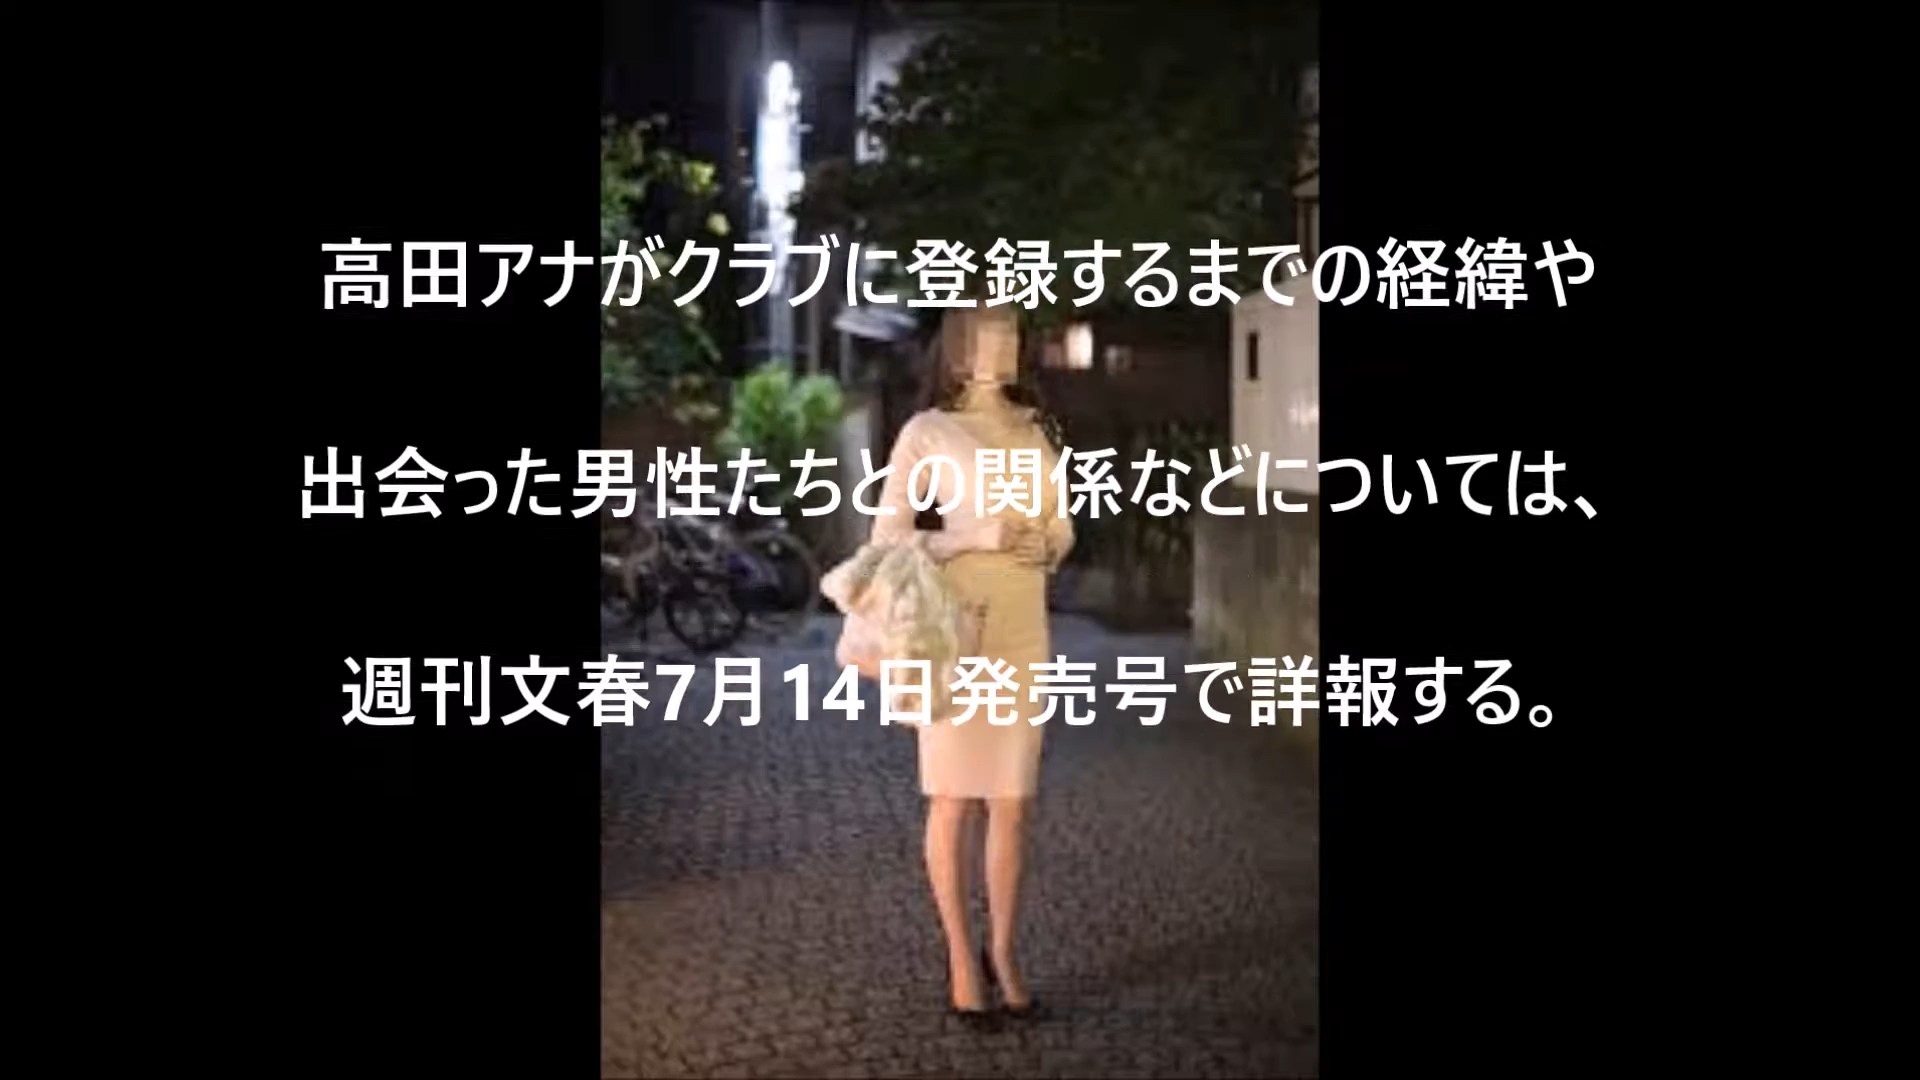 高田アナがクラブに登録するまでの経緯や
出会った男性たちとの関係などについては、
週刊文春7月14日発売号で詳報する。